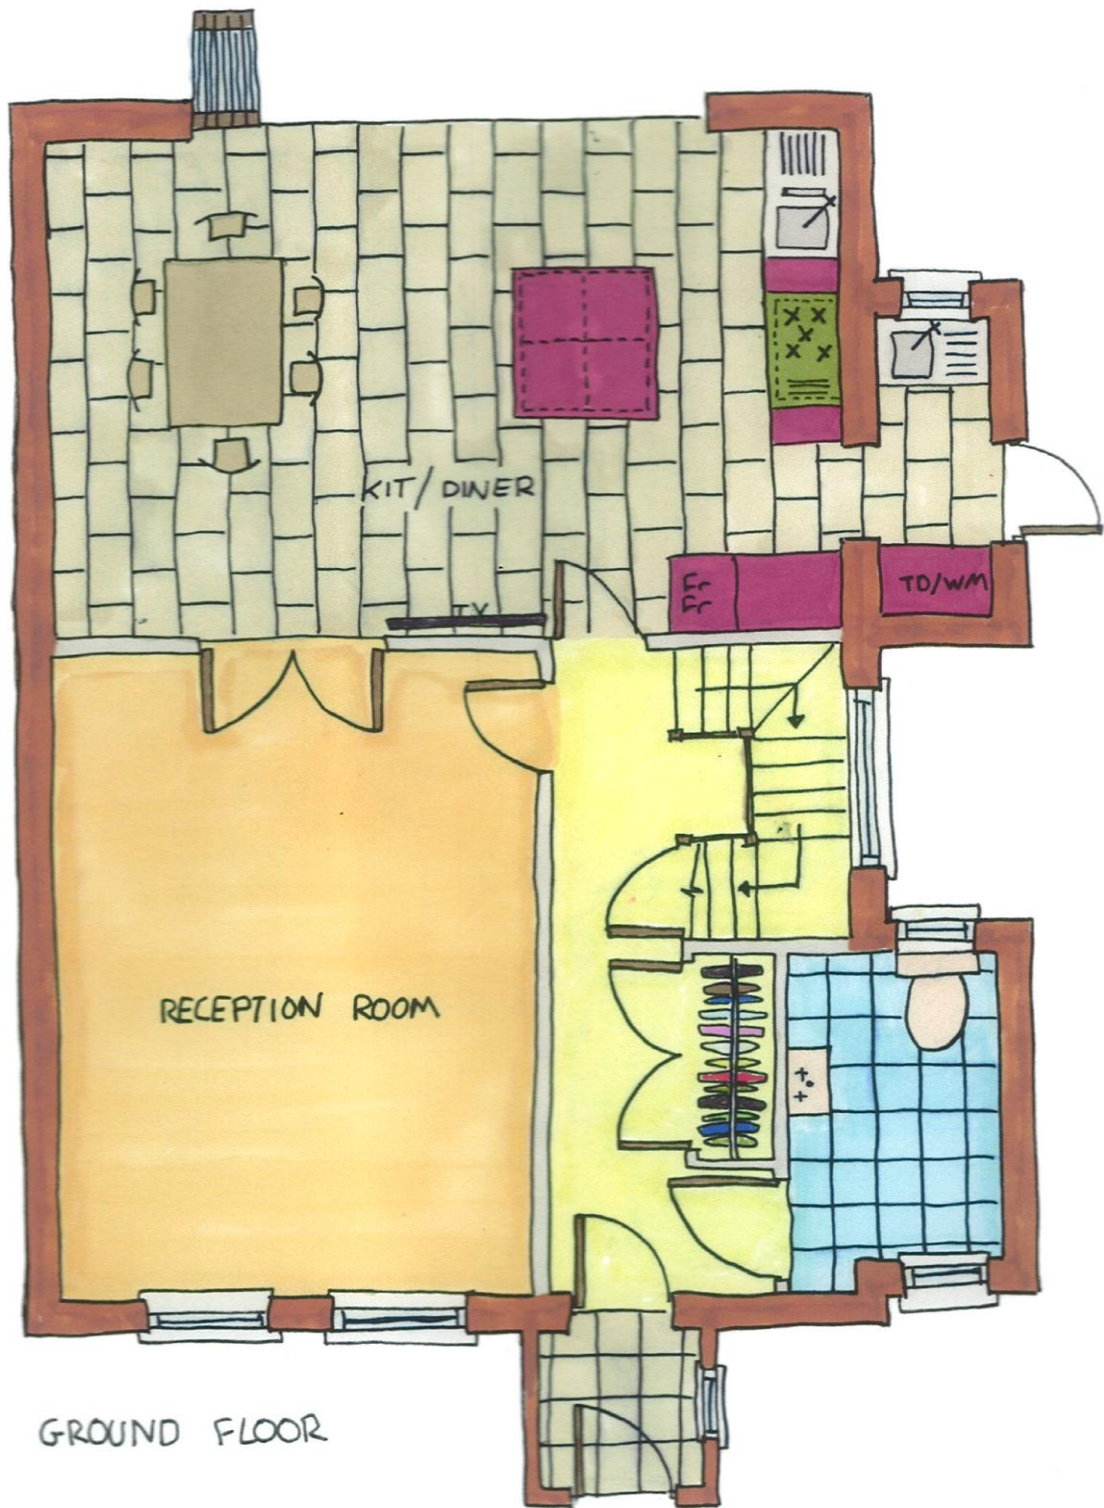 KIT/DINER
TV
Fr
Fr
TD/WM
RECEPTION ROOM
GROUND FLOOR